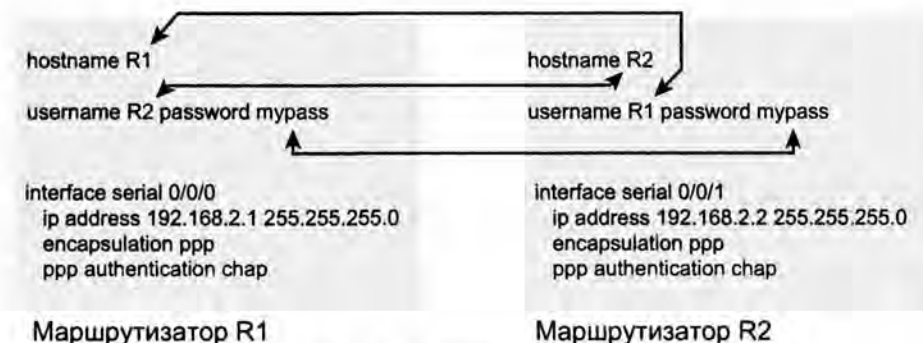 hostname R1
username R2 password mypass
interface serial 0/0/0
ip address 192.168.2.1 255.255.255.0
encapsulation ppp
ppp authentication chap
Маршрутизатор R1
hostname R2
username R1 password mypass
interface serial 0/0/1
ip address 192.168.2.2 255.255.255.0
encapsulation ppp
ppp authentication chap
Маршрутизатор R2